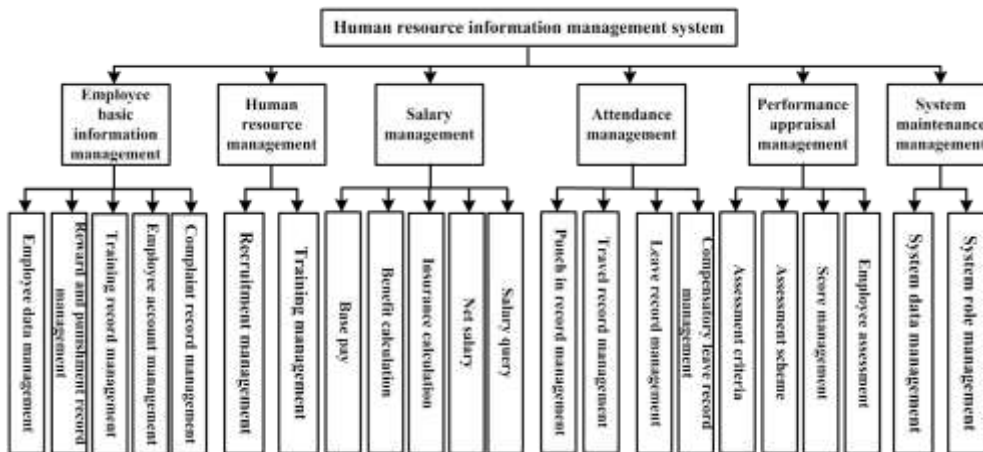 Human resource information management system
Employee
basic
information
management
Human
resource
management
Salary
management
Attendance
management
Performance
appraisal
management
System
maintenance
management
Employee data management
Reward and punishment record
management
Training record management
Employee account management
Complaint record management
Recruitment management
Training management
Base pay
Benefit calculation
Insurance calculation
Net salary
Salary query
Punch in record management
Travel record management
Leave record management
Compensatory leave record
management
Assessment criteria
Assessment scheme
Score management
Employee assessment
System data management
System role management